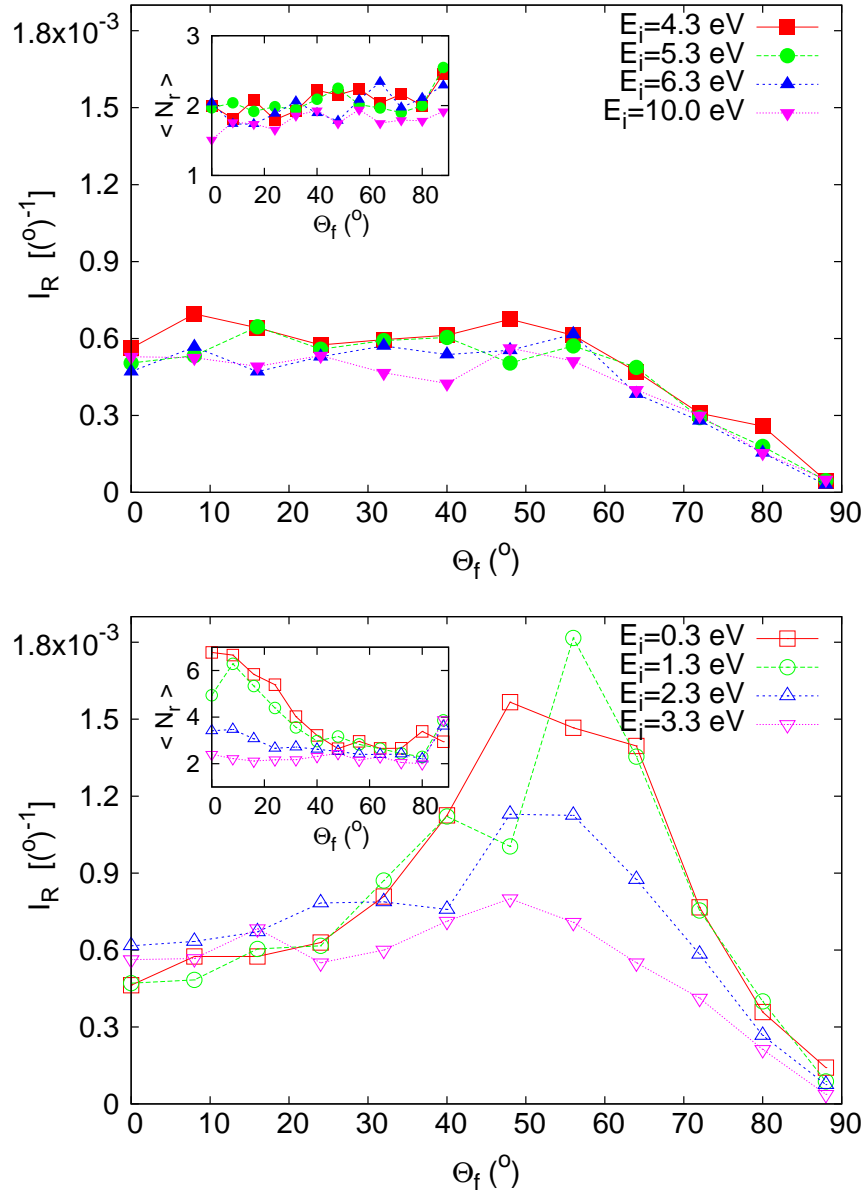 1.8x10⁻³
1.5
1.2
0.9
0.6
0.3
0
I_R [(°)⁻¹]
0 10 20 30 40 50 60 70 80 90
Θ_f (°)
E_i=4.3 eV
E_i=5.3 eV
E_i=6.3 eV
E_i=10.0 eV
3
2
1
< N_r >
0 20 40 60 80
Θ_f (°)
1.8x10⁻³
1.5
1.2
0.9
0.6
0.3
0
I_R [(°)⁻¹]
0 10 20 30 40 50 60 70 80 90
Θ_f (°)
E_i=0.3 eV
E_i=1.3 eV
E_i=2.3 eV
E_i=3.3 eV
6
4
2
< N_r >
0 20 40 60 80
Θ_f (°)